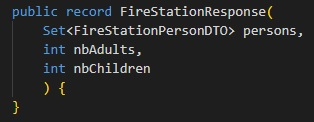 public record FireStationResponse(
    Set<FireStationPersonDTO> persons,
    int nbAdults,
    int nbChildren
    ) {
}